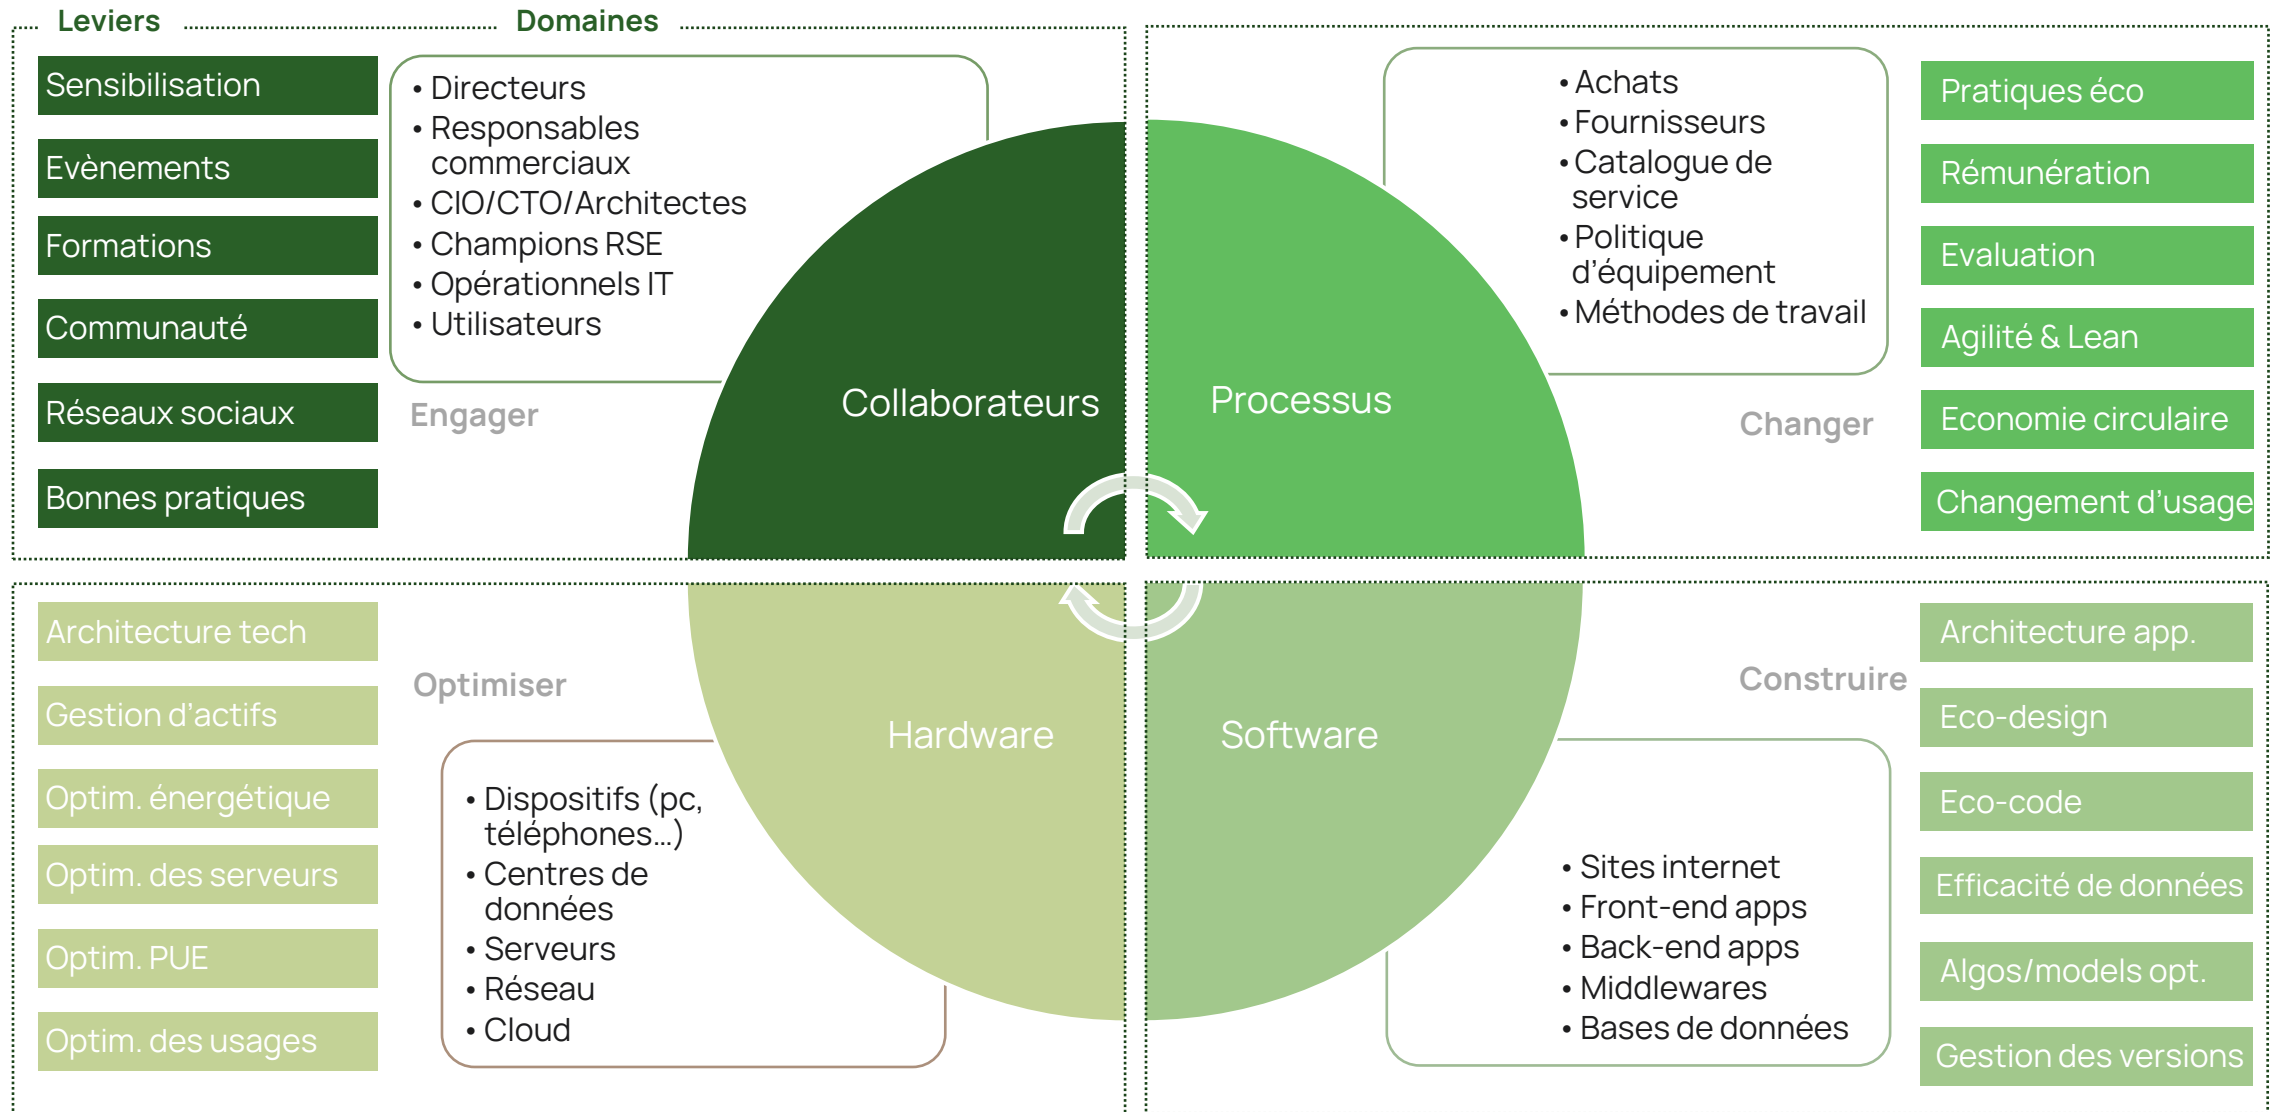 Leviers
Domaines
Sensibilisation
Evènements
Formations
Communauté
Réseaux sociaux
Bonnes pratiques
• Directeurs
• Responsables
commerciaux
• CIO/CTO/Architectes
• Champions RSE
• Opérationnels IT
• Utilisateurs
Engager
Collaborateurs
Processus
• Achats
• Fournisseurs
• Catalogue de
service
• Politique
d'équipement
• Méthodes de travail
Changer
Pratiques éco
Rémunération
Evaluation
Agilité & Lean
Economie circulaire
Changement d'usage
Architecture tech
Gestion d'actifs
Optim. énergétique
Optim. des serveurs
Optim. PUE
Optim. des usages
Optimiser
• Dispositifs (pc,
téléphones...)
• Centres de
données
• Serveurs
• Réseau
• Cloud
Hardware
Software
Construire
• Sites internet
• Front-end apps
• Back-end apps
• Middlewares
• Bases de données
Architecture app.
Eco-design
Eco-code
Efficacité de données
Algos/models opt.
Gestion des versions